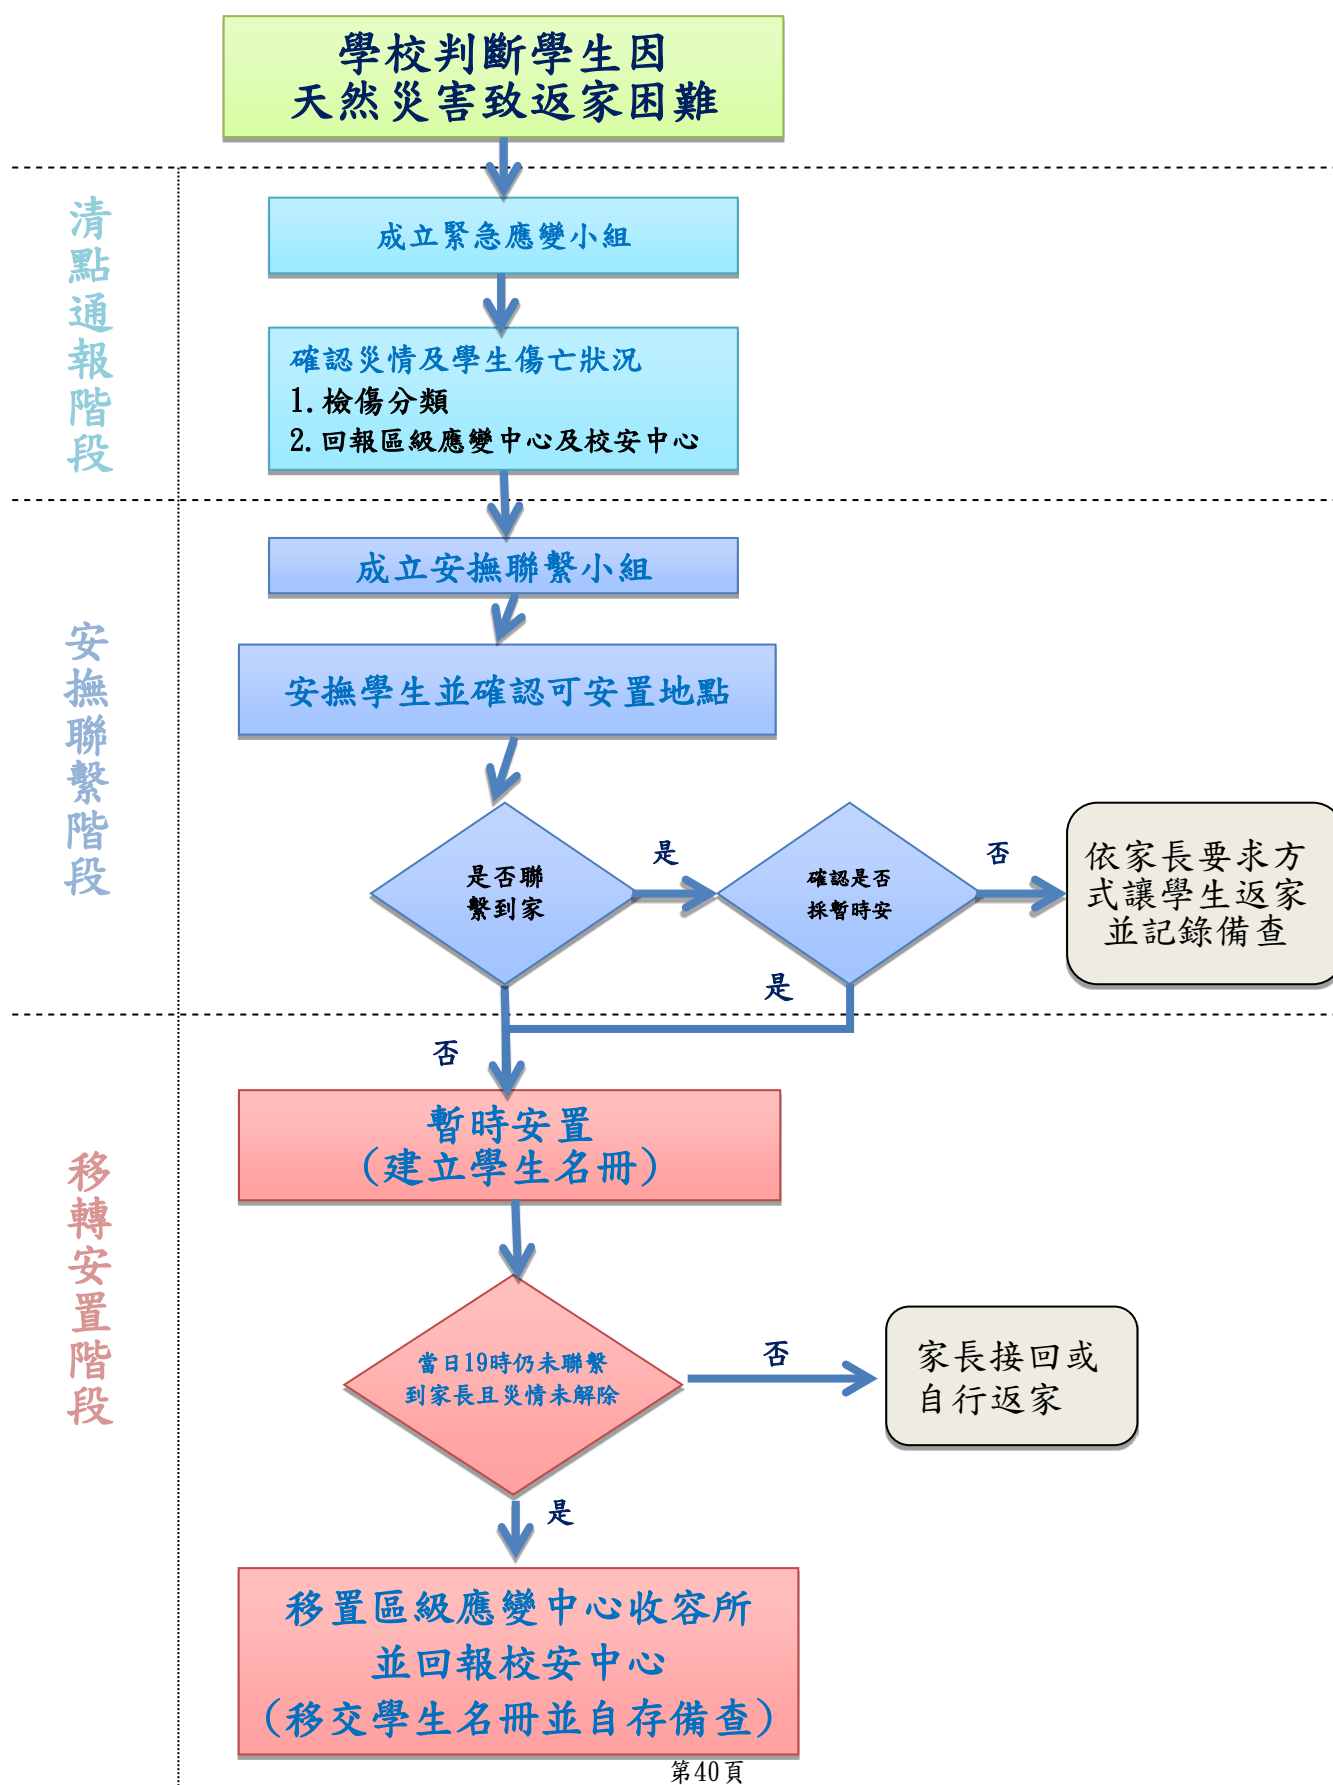 學校判斷學生因
天然災害致返家困難
清點通報階段
成立緊急應變小組
確認災情及學生傷亡狀況
1.檢傷分類
2.回報區級應變中心及校安中心
安撫聯繫階段
成立安撫聯繫小組
安撫學生並確認可安置地點
是否聯
繫到家
是
確認是否
採暫時安
否
依家長要求方
式讓學生返家
並記錄備查
是
否
移轉安置階段
暫時安置
(建立學生名冊)
當日19時仍未聯繫
到家長且災情未解除
否
家長接回或
自行返家
是
移置區級應變中心收容所
並回報校安中心
(移交學生名冊並自存備查)
第40頁